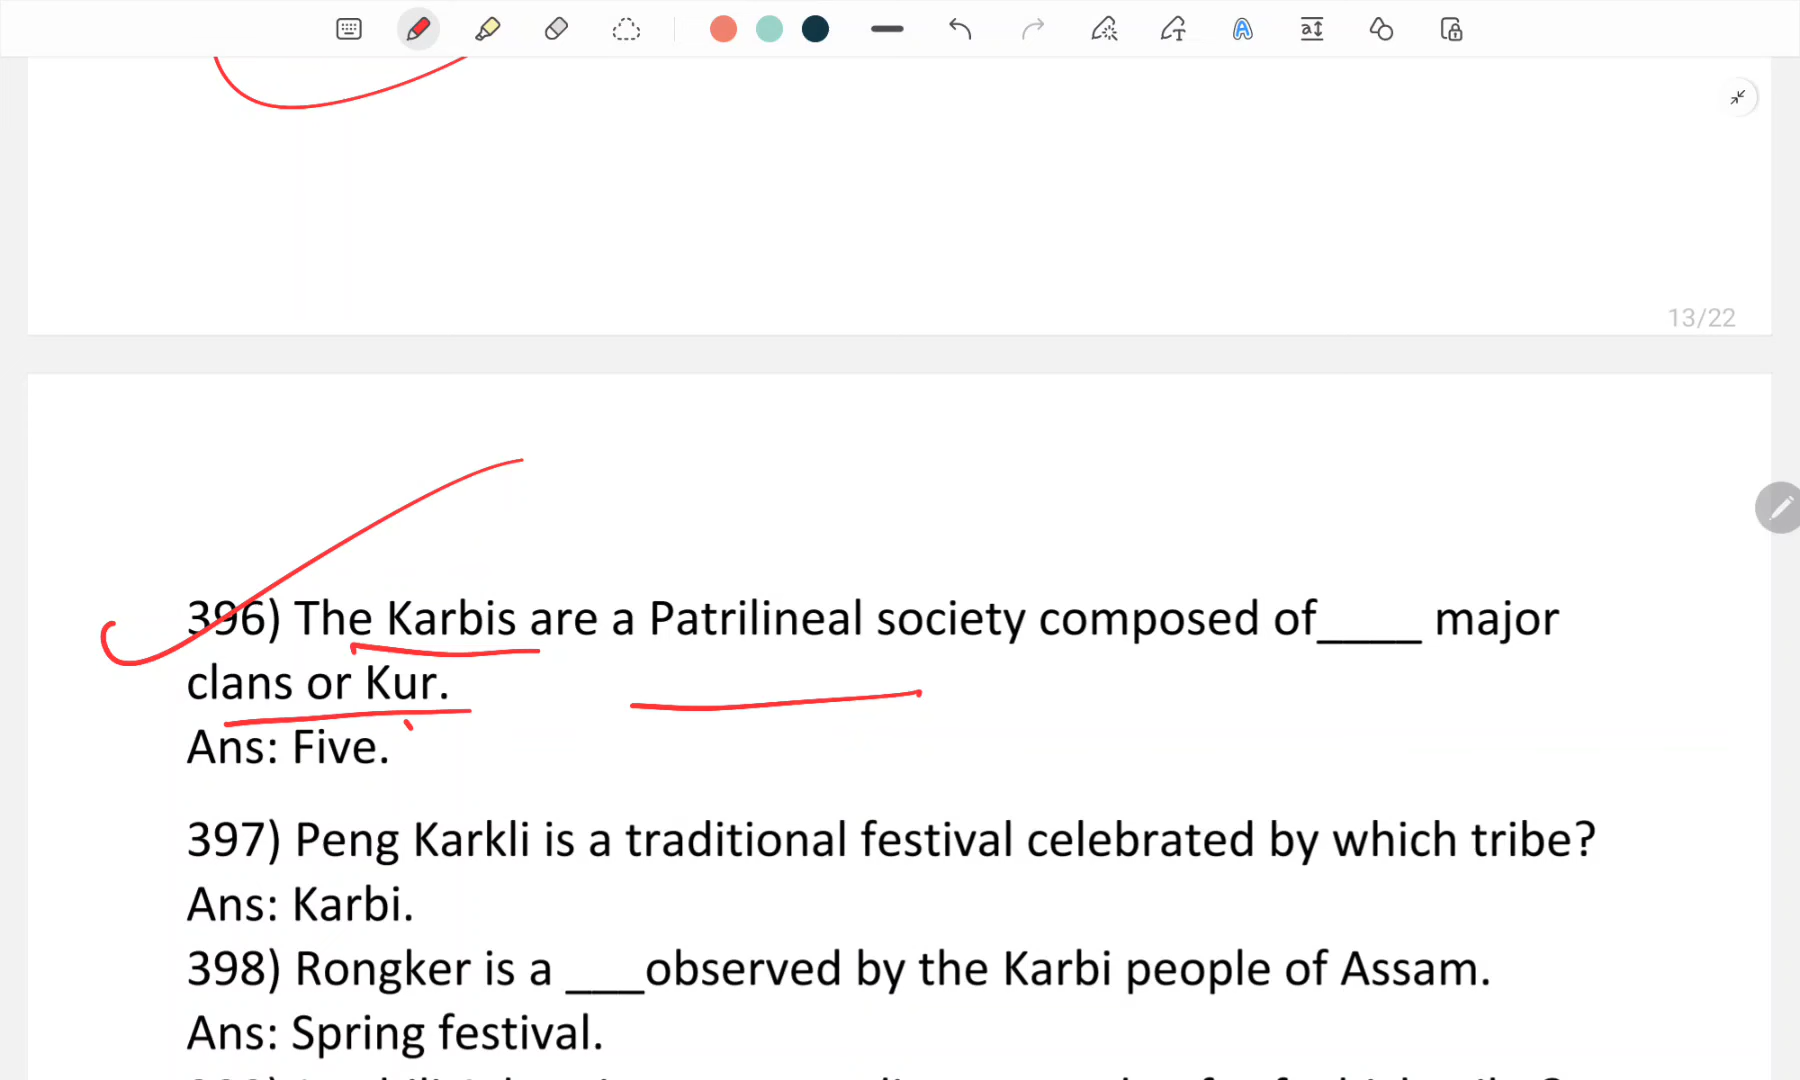 13/22
396) The Karbis are a Patrilineal society composed of____ major
clans or Kur.
Ans: Five.
397) Peng Karkli is a traditional festival celebrated by which tribe?
Ans: Karbi.
398) Rongker is a ___observed by the Karbi people of Assam.
Ans: Spring festival.